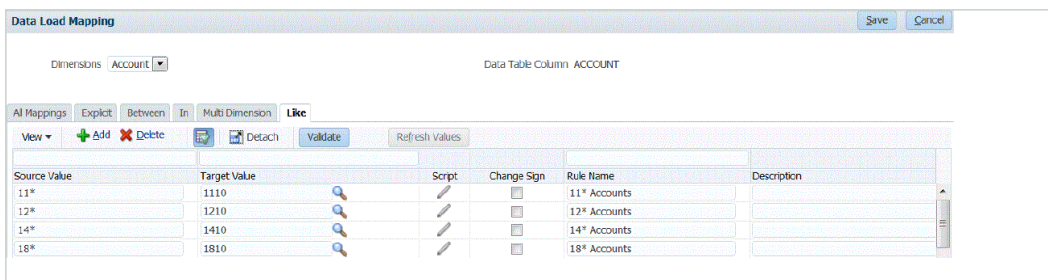 Data Load Mapping Save Cancel
Dimensions Account Data Table Column ACCOUNT
All Mappings Explicit Between In Multi Dimension Like
View Add Delete Detach Validate Refresh Values
Source Value Target Value Script Change Sign Rule Name Description
11* 1110 11* Accounts
12* 1210 12* Accounts
14* 1410 14* Accounts
18* 1810 18* Accounts